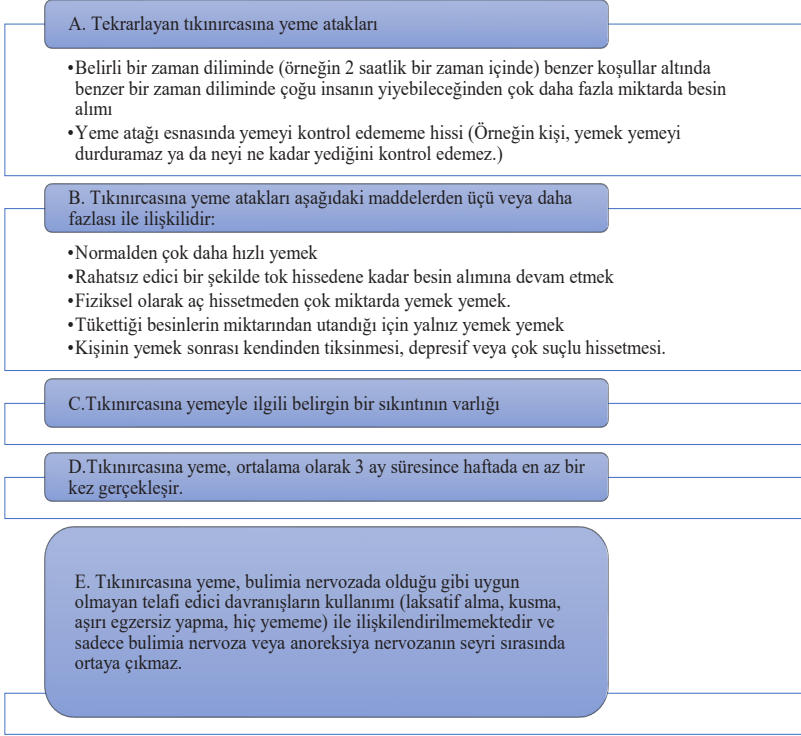 A. Tekrarlayan tıkınırcasına yeme atakları
•Belirli bir zaman diliminde (örneğin 2 saatlik bir zaman içinde) benzer koşullar altında
benzer bir zaman diliminde çoğu insanın yiyebileceğinden çok daha fazla miktarda besin
alımı
•Yeme atağı esnasında yemeyi kontrol edememe hissi (Örneğin kişi, yemek yemeyi
durduramaz ya da neyi ne kadar yediğini kontrol edemez.)
B. Tıkınırcasına yeme atakları aşağıdaki maddelerden üçü veya daha
fazlası ile ilişkilidir:
•Normalden çok daha hızlı yemek
•Rahatsız edici bir şekilde tok hissedene kadar besin alımına devam etmek
•Fiziksel olarak aç hissetmeden çok miktarda yemek yemek.
•Tükettiği besinlerin miktarından utandığı için yalnız yemek yemek
•Kişinin yemek sonrası kendinden tiksinmesi, depresif veya çok suçlu hissetmesi.
C.Tıkınırcasına yemeyle ilgili belirgin bir sıkıntının varlığı
D.Tıkınırcasına yeme, ortalama olarak 3 ay süresince haftada en az bir
kez gerçekleşir.
E. Tıkınırcasına yeme, bulimia nervozada olduğu gibi uygun
olmayan telafi edici davranışların kullanımı (laksatif alma, kusma,
aşırı egzersiz yapma, hiç yememe) ile ilişkilendirilmemektedir ve
sadece bulimia nervoza veya anoreksiya nervozanın seyri sırasında
ortaya çıkmaz.